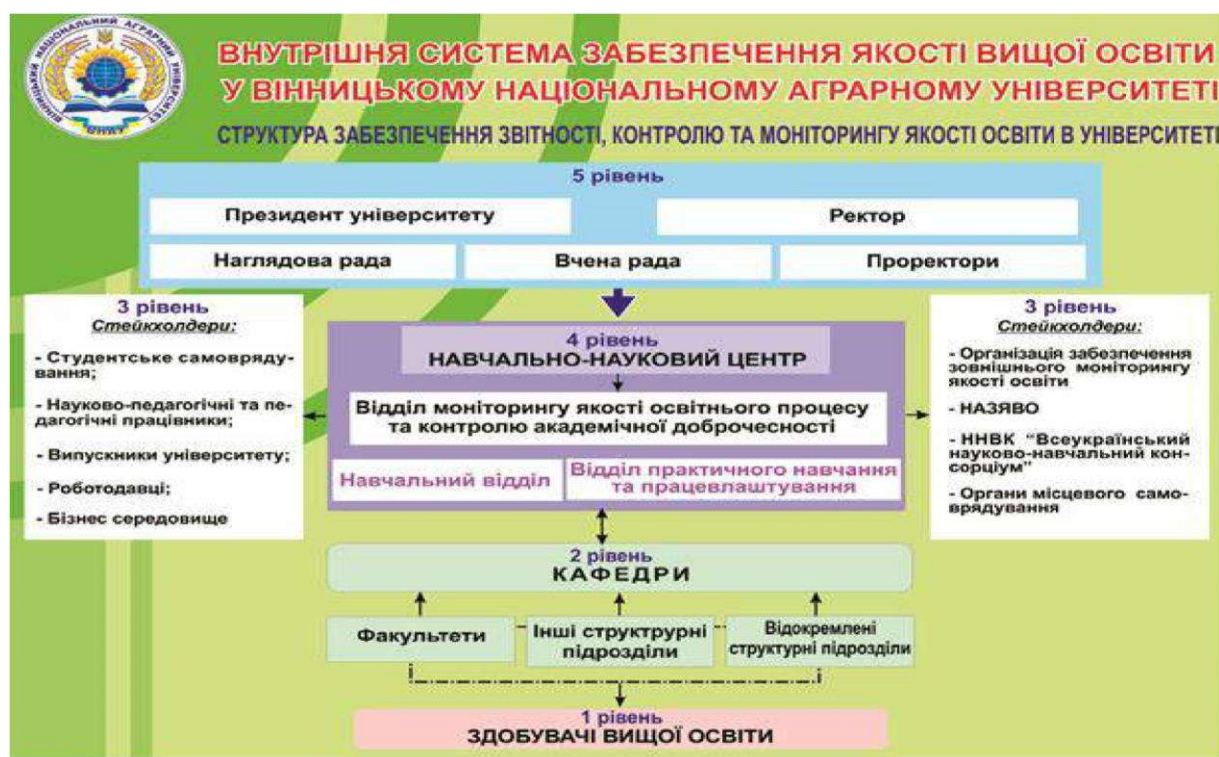 ВІННИЦЬКИЙ НАЦІОНАЛЬНИЙ АГРАРНИЙ УНІВЕРСИТЕТ
ВНАУ
ВНУТРІШНЯ СИСТЕМА ЗАБЕЗПЕЧЕННЯ ЯКОСТІ ВИЩОЇ ОСВІТИ
У ВІННИЦЬКОМУ НАЦІОНАЛЬНОМУ АГРАРНОМУ УНІВЕРСИТЕТІ
СТРУКТУРА ЗАБЕЗПЕЧЕННЯ ЗВІТНОСТІ, КОНТРОЛЮ ТА МОНІТОРИНГУ ЯКОСТІ ОСВІТИ В УНІВЕРСИТЕТІ
5 рівень
Президент університету
Ректор
Наглядова рада
Вчена рада
Проректори
3 рівень
Стейкхолдери:
- Студентське самовряду-
вання;
- Науково-педагогічні та пе-
дагогічні працівники;
- Випускники університету;
- Роботодавці;
- Бізнес середовище
4 рівень
НАВЧАЛЬНО-НАУКОВИЙ ЦЕНТР
Відділ моніторингу якості освітнього процесу
та контролю академічної доброчесності
Навчальний відділ
Відділ практичного навчання
та працевлаштування
3 рівень
Стейкхолдери:
- Організація забезпечення
зовнішнього моніторингу
якості освіти
- НАЗЯВО
- ННВК “Всеукраїнський
науково-навчальний кон-
сорціум”
- Органи місцевого само-
врядування
2 рівень
КАФЕДРИ
Факультети
Інші структрурні
підрозділи
Відокремлені
структурні підрозділи
1 рівень
ЗДОБУВАЧІ ВИЩОЇ ОСВІТИ